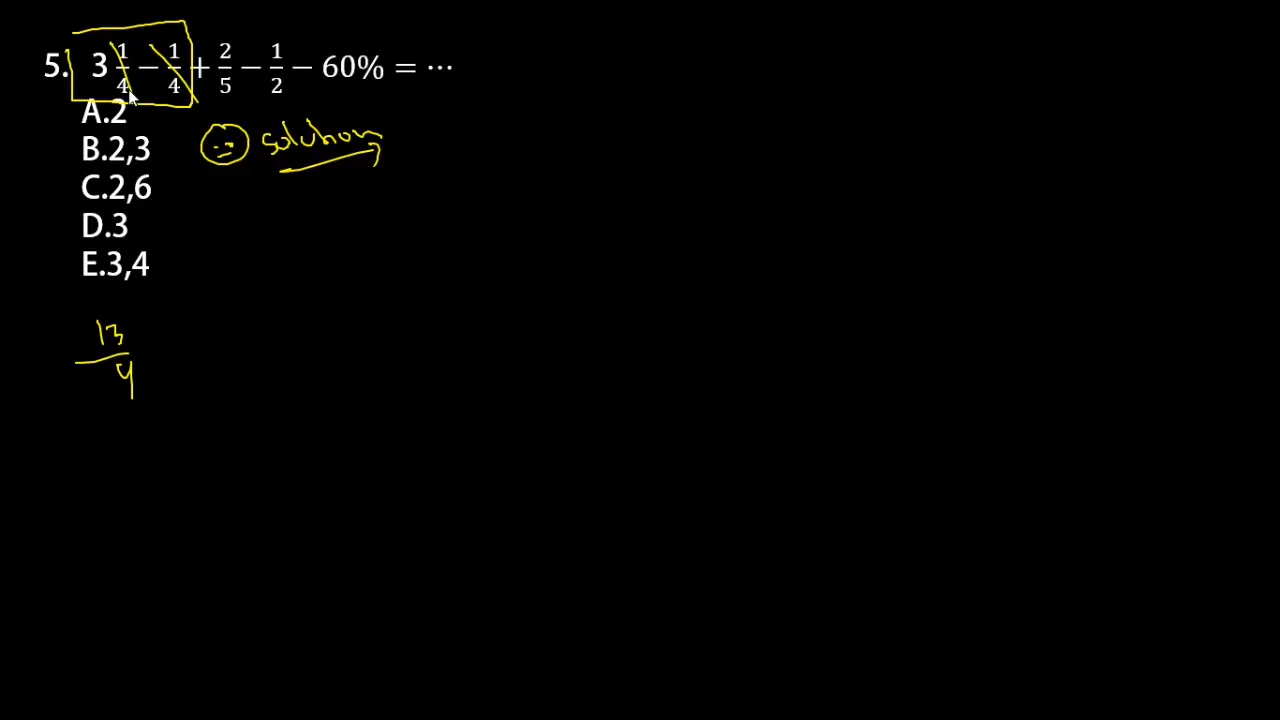 5. 3 1/4 − 1/4 + 2/5 − 1/2 − 60% = ⋯
A.2
B.2,3
solution
C.2,6
D.3
E.3,4
13/4